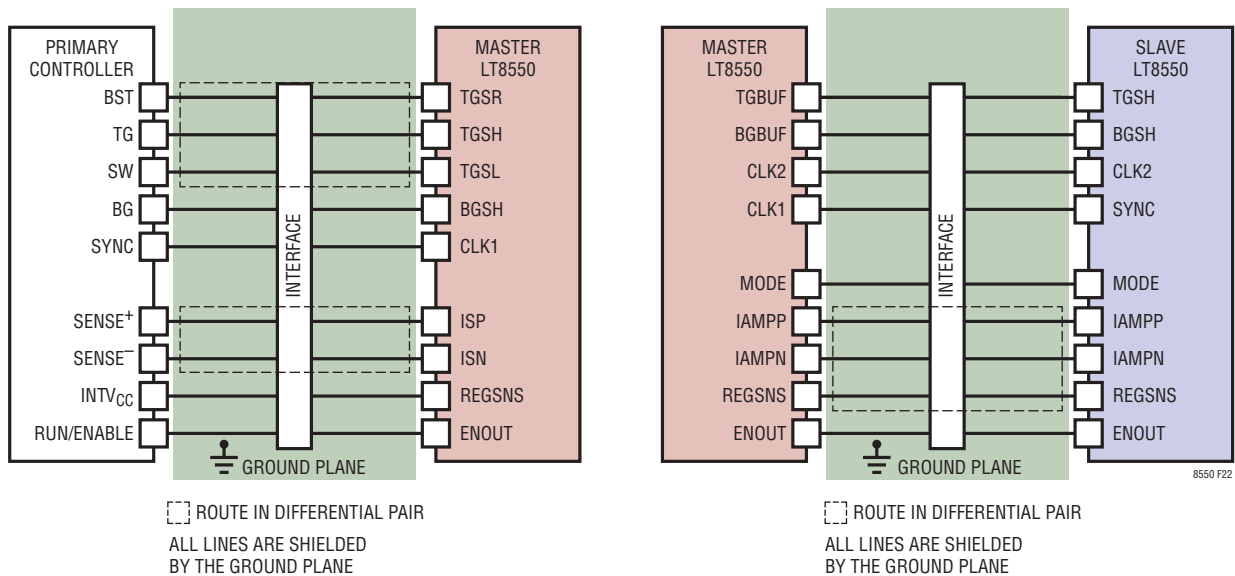 PRIMARY
CONTROLLER
BST
TG
SW
BG
SYNC
SENSE+
SENSE–
INTVCC
RUN/ENABLE
INTERFACE
GROUND PLANE
MASTER
LT8550
TGSR
TGSH
TGSL
BGSH
CLK1
ISP
ISN
REGSNS
ENOUT
ROUTE IN DIFFERENTIAL PAIR
ALL LINES ARE SHIELDED
BY THE GROUND PLANE
MASTER
LT8550
TGBUF
BGBUF
CLK2
CLK1
MODE
IAMPP
IAMPN
REGSNS
ENOUT
INTERFACE
GROUND PLANE
SLAVE
LT8550
TGSH
BGSH
CLK2
SYNC
MODE
IAMPP
IAMPN
REGSNS
ENOUT
8550 F22
ROUTE IN DIFFERENTIAL PAIR
ALL LINES ARE SHIELDED
BY THE GROUND PLANE